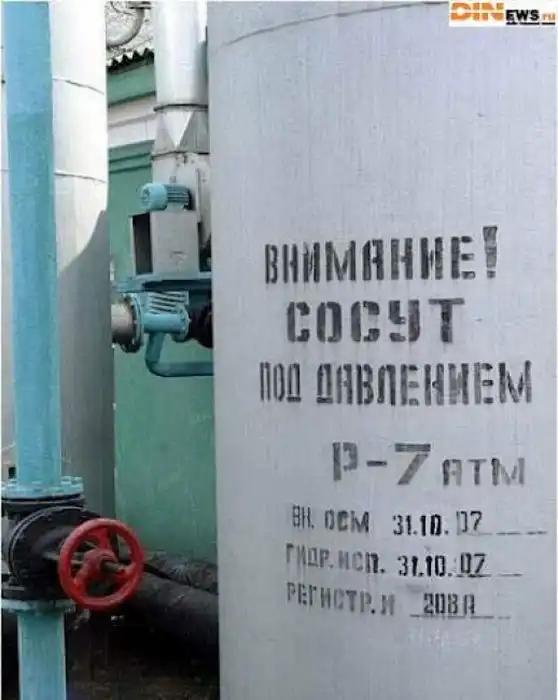 DINEWS.ru
ВНИМАНИЕ!
СОСУТ
ПОД ДАВЛЕНИЕМ
Р-7 АТМ
ВН. ОСМ 31.10.07
ГИДР. ИСП. 31.10.07
РЕГИСТР.И 208А